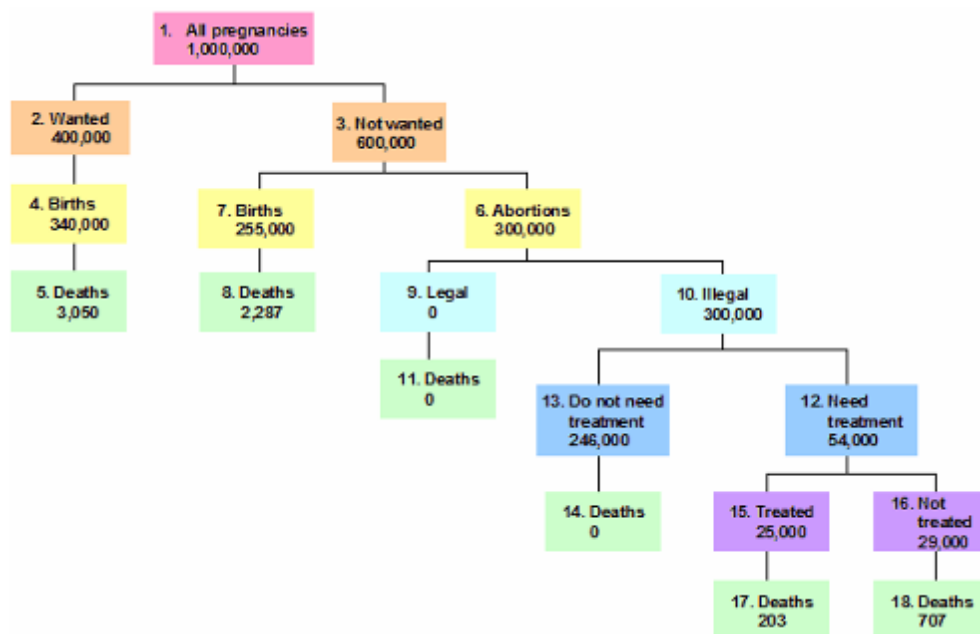 1. All pregnancies
1,000,000
2. Wanted
400,000
3. Not wanted
600,000
4. Births
340,000
7. Births
255,000
6. Abortions
300,000
5. Deaths
3,050
8. Deaths
2,287
9. Legal
0
10. Illegal
300,000
11. Deaths
0
13. Do not need
treatment
246,000
12. Need
treatment
54,000
14. Deaths
0
15. Treated
25,000
16. Not
treated
29,000
17. Deaths
203
18. Deaths
707